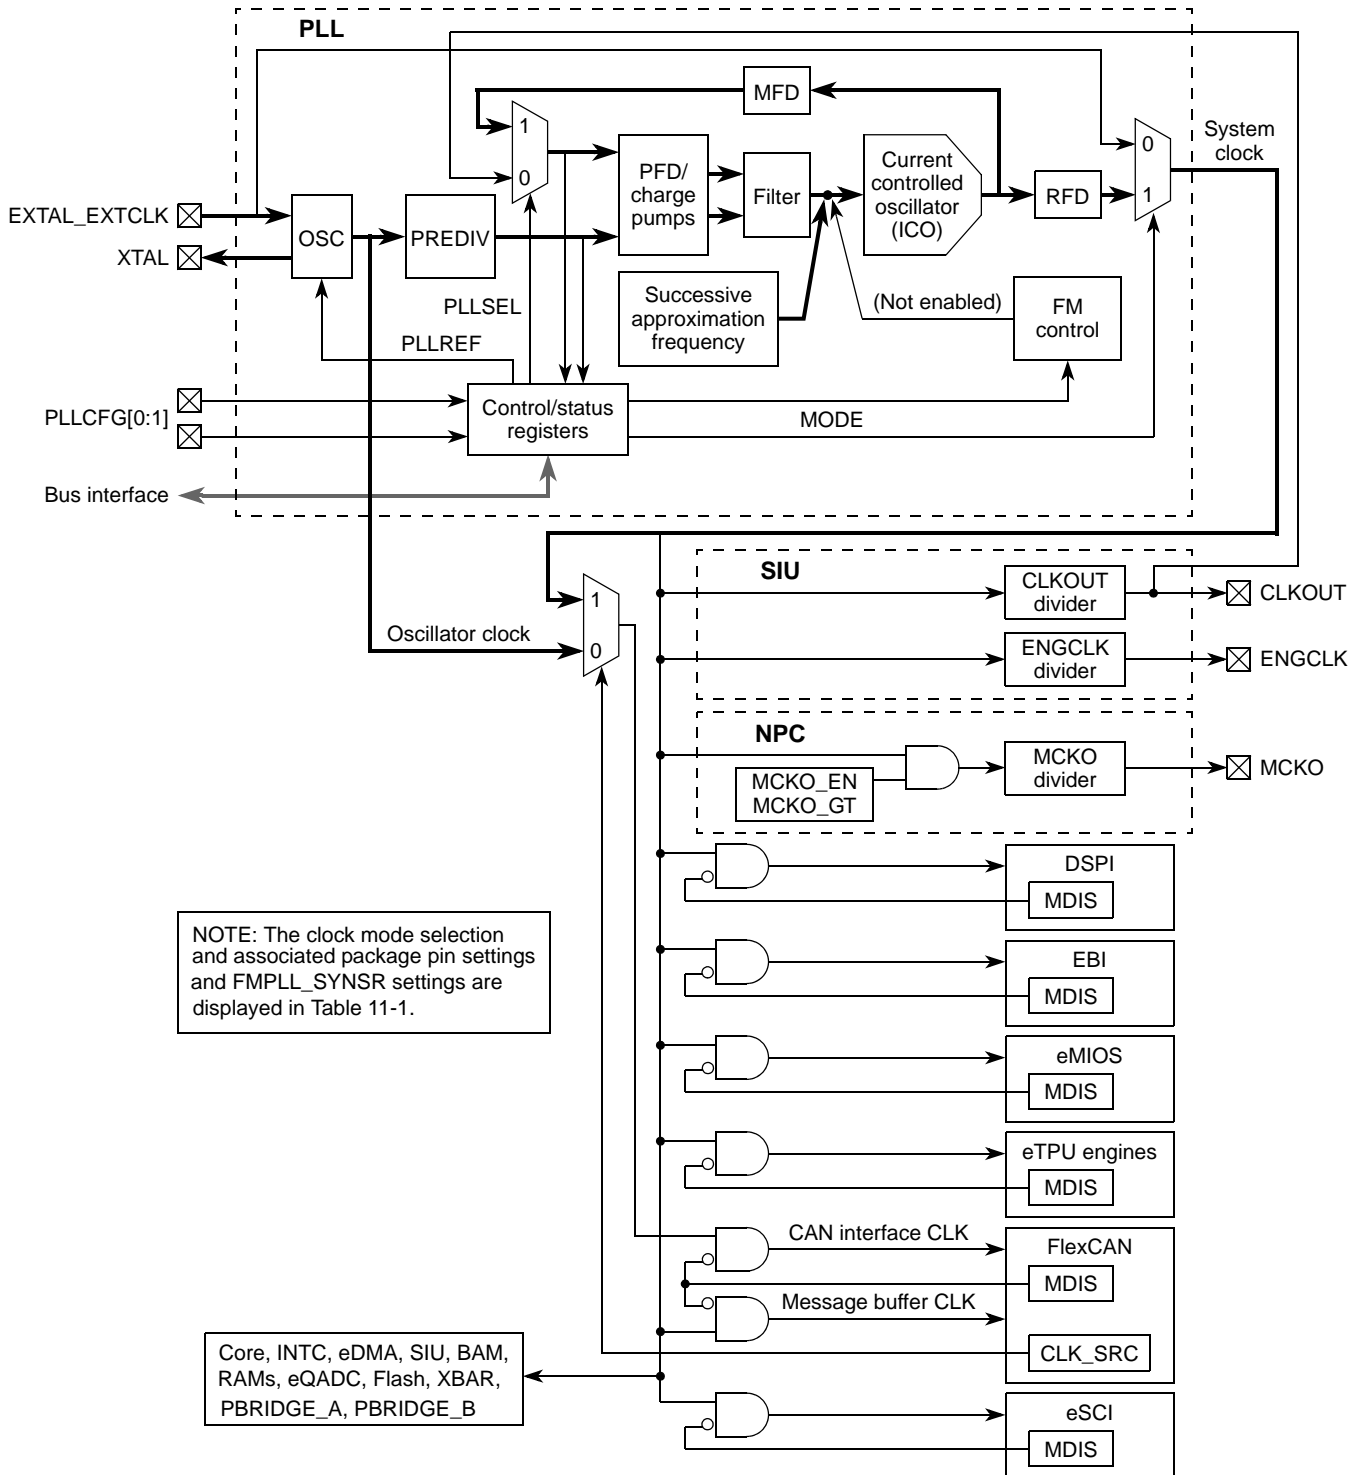 PLL
MFD
1
0
System
clock
0
1
PFD/
charge
pumps
Filter
Current
controlled
oscillator
(ICO)
RFD
EXTAL_EXTCLK
OSC
PREDIV
XTAL
PLLSEL
Successive
approximation
frequency
(Not enabled)
FM
control
PLLREF
PLLCFG[0:1]
Control/status
registers
MODE
Bus interface
SIU
CLKOUT
divider
CLKOUT
1
0
Oscillator clock
ENGCLK
divider
ENGCLK
NPC
MCKO_EN
MCKO_GT
MCKO
divider
MCKO
DSPI
MDIS
NOTE: The clock mode selection
and associated package pin settings
and FMPLL_SYNSR settings are
displayed in Table 11-1.
EBI
MDIS
eMIOS
MDIS
eTPU engines
MDIS
CAN interface CLK
FlexCAN
MDIS
Message buffer CLK
CLK_SRC
Core, INTC, eDMA, SIU, BAM,
RAMs, eQADC, Flash, XBAR,
PBRIDGE_A, PBRIDGE_B
eSCI
MDIS